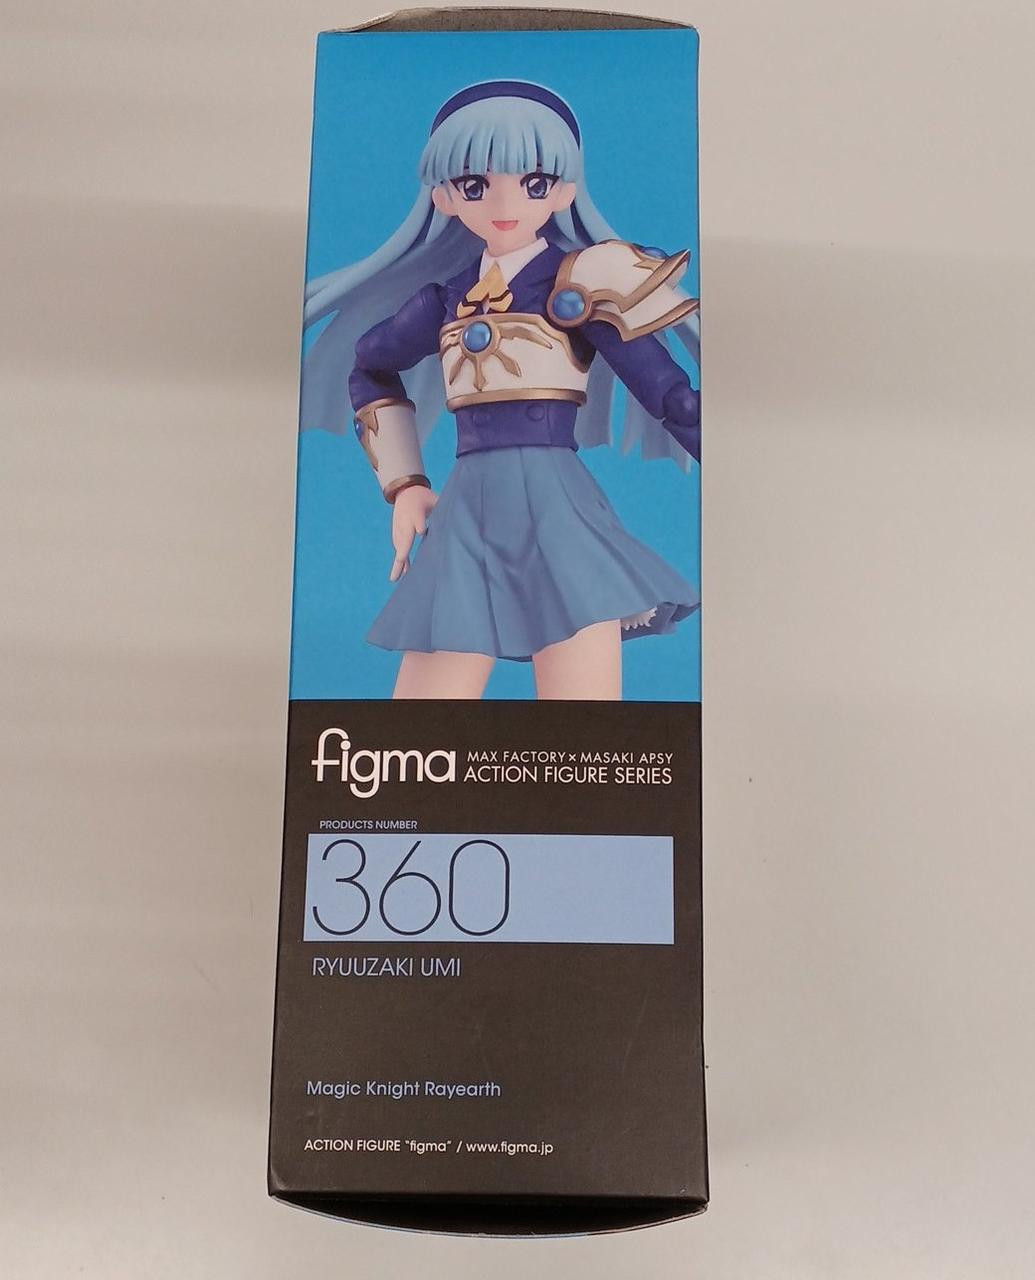 figma MAX FACTORY × MASAKI APSY
ACTION FIGURE SERIES
PRODUCTS NUMBER
360
RYUUZAKI UMI
Magic Knight Rayearth
ACTION FIGURE "figma" / www.figma.jp